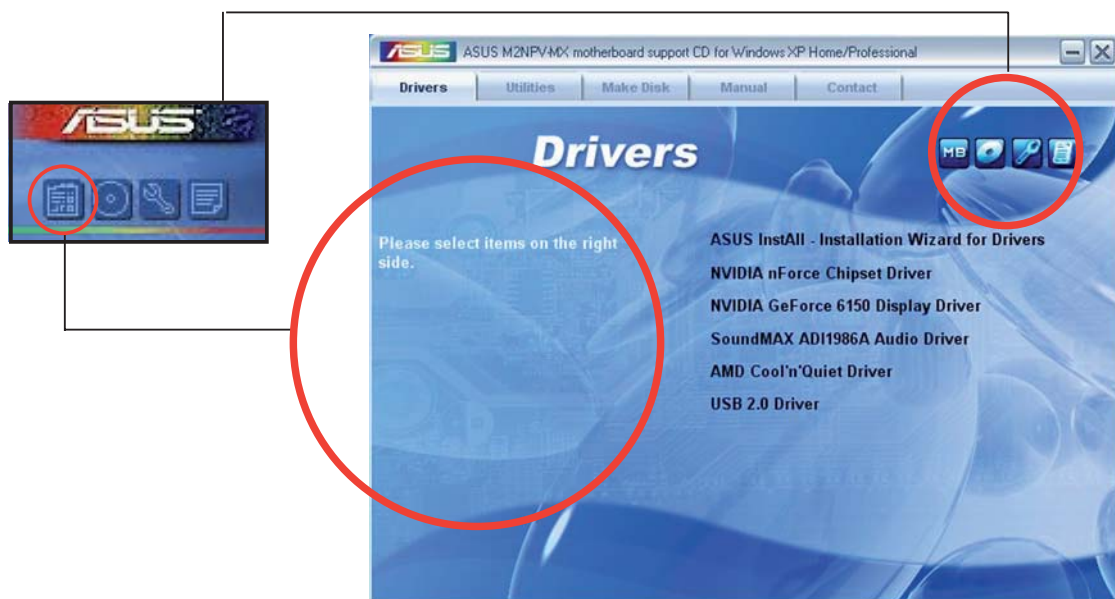 ASUS
ASUS M2NPV-MX motherboard support CD for Windows XP Home/Professional
Drivers
Utilities
Make Disk
Manual
Contact
ASUS
Drivers
MB
Please select items on the right
side.
ASUS InstAll - Installation Wizard for Drivers
NVIDIA nForce Chipset Driver
NVIDIA GeForce 6150 Display Driver
SoundMAX ADI1986A Audio Driver
AMD Cool'n'Quiet Driver
USB 2.0 Driver